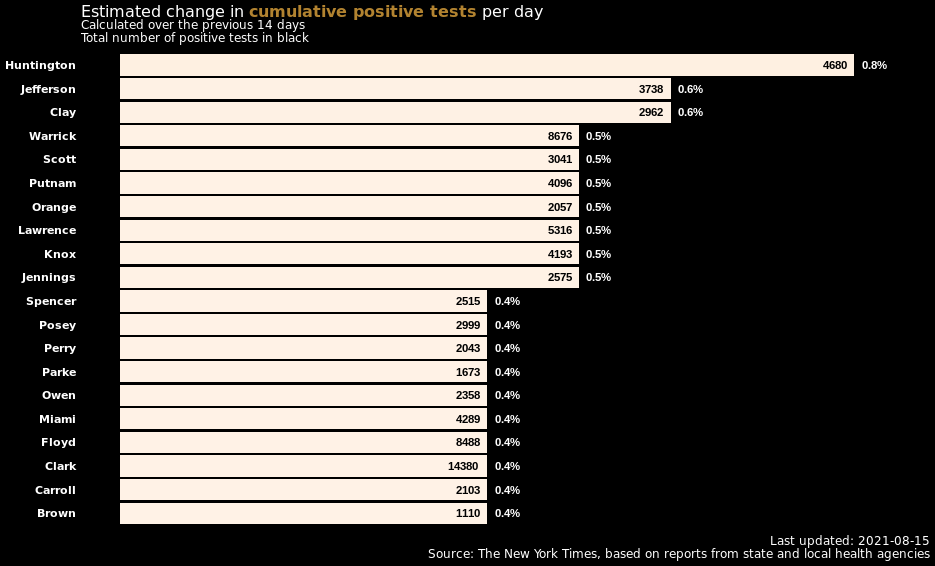 Estimated change in cumulative positive tests per day
Calculated over the previous 14 days
Total number of positive tests in black
Huntington 4680 0.8%
Jefferson 3738 0.6%
Clay 2962 0.6%
Warrick 8676 0.5%
Scott 3041 0.5%
Putnam 4096 0.5%
Orange 2057 0.5%
Lawrence 5316 0.5%
Knox 4193 0.5%
Jennings 2575 0.5%
Spencer 2515 0.4%
Posey 2999 0.4%
Perry 2043 0.4%
Parke 1673 0.4%
Owen 2358 0.4%
Miami 4289 0.4%
Floyd 8488 0.4%
Clark 14380 0.4%
Carroll 2103 0.4%
Brown 1110 0.4%
Last updated: 2021-08-15
Source: The New York Times, based on reports from state and local health agencies